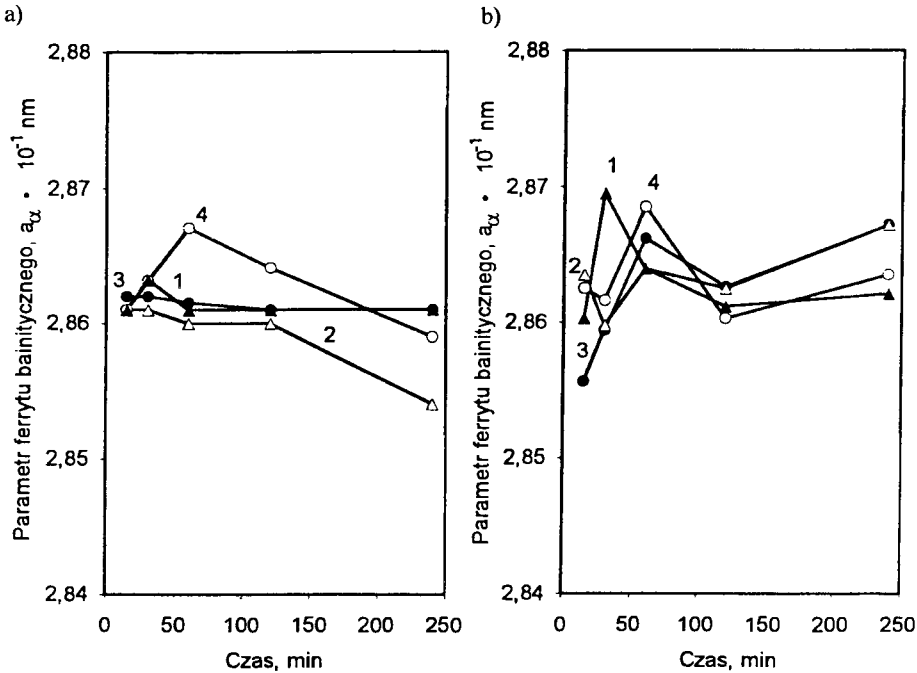 a)
Parametr ferrytu bainitycznego, aα • 10⁻¹ nm
2,88
2,87
2,86
2,85
2,84
4
3
1
2
0 50 100 150 200 250
Czas, min
b)
Parametr ferrytu bainitycznego, aα • 10⁻¹ nm
2,88
2,87
2,86
2,85
2,84
1
4
2
3
0 50 100 150 200 250
Czas, min